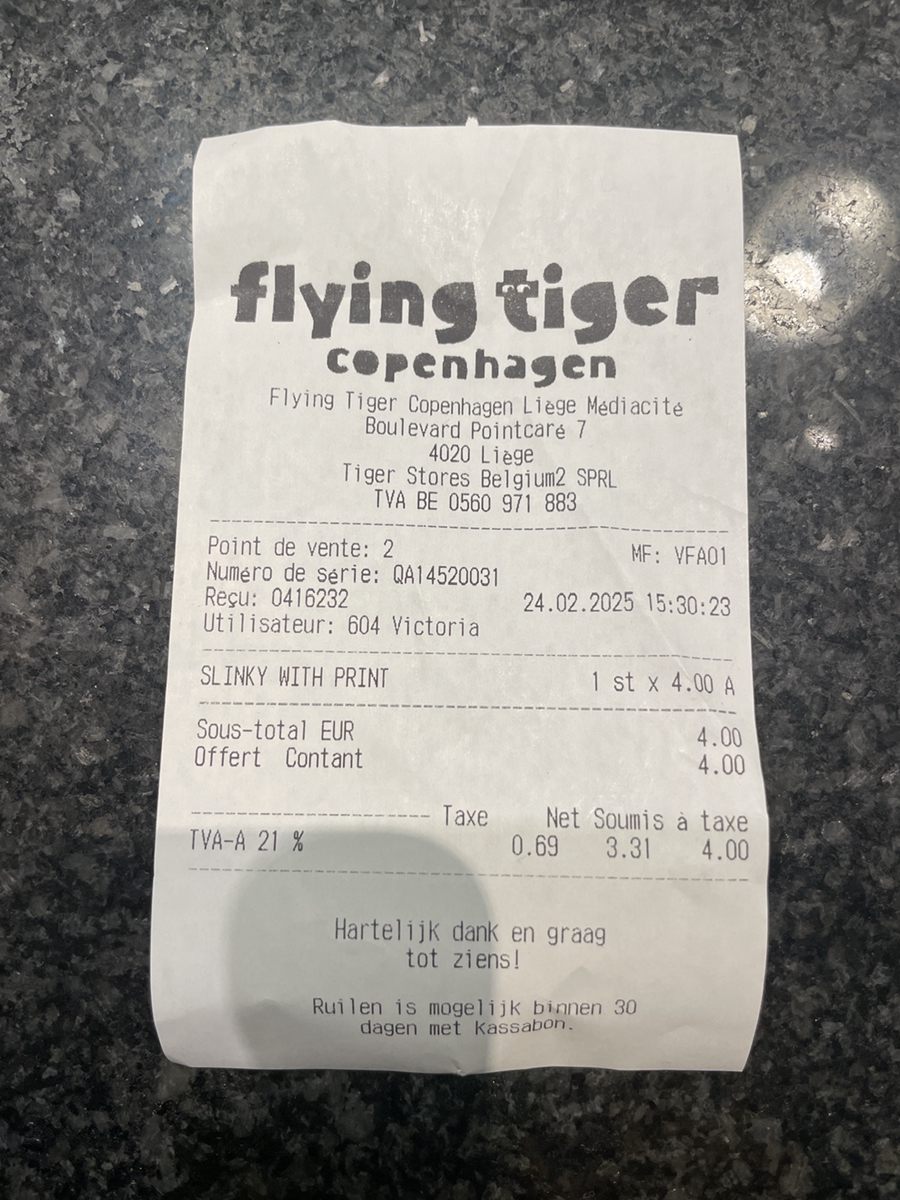 flying tiger
copenhagen
Flying Tiger Copenhagen Liège Médiacité
Boulevard Pointcaré 7
4020 Liège
Tiger Stores Belgium2 SPRL
TVA BE 0560 971 883
Point de vente: 2 MF: VFA01
Numéro de série: QA14520031
Reçu: 0416232 24.02.2025 15:30:23
Utilisateur: 604 Victoria
SLINKY WITH PRINT 1 st x 4.00 A
Sous-total EUR 4.00
Offert Contant 4.00
Taxe Net Soumis à taxe
TVA-A 21 % 0.69 3.31 4.00
Hartelijk dank en graag
tot ziens!
Ruilen is mogelijk binnen 30
dagen met kassabon.